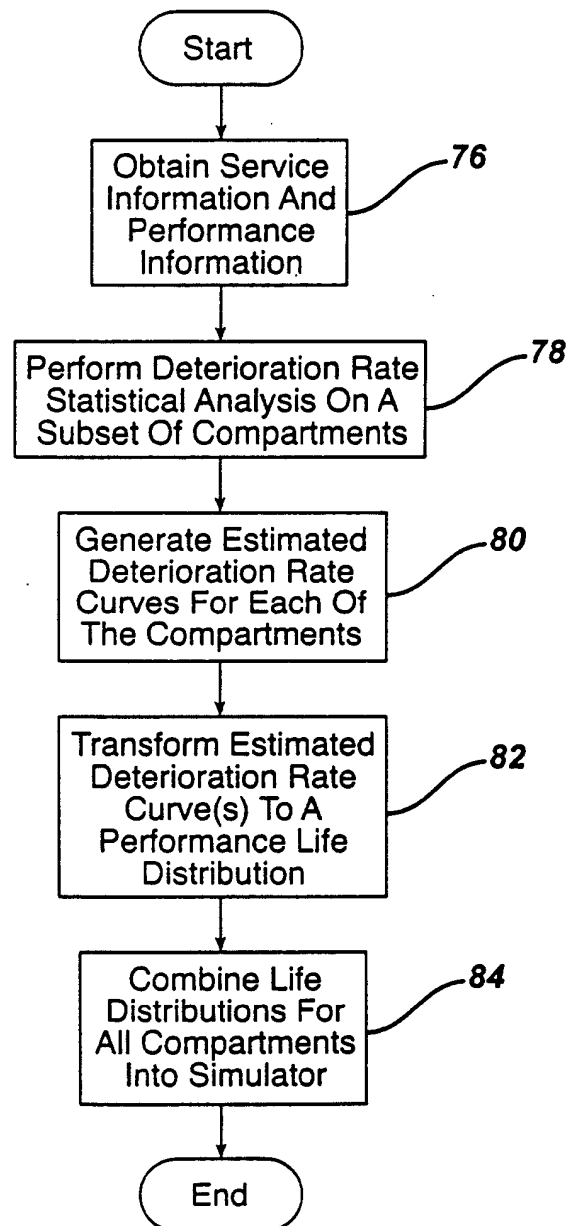 Start
Obtain Service
Information And
Performance
Information
76
Perform Deterioration Rate
Statistical Analysis On A
Subset Of Compartments
78
Generate Estimated
Deterioration Rate
Curves For Each Of
The Compartments
80
Transform Estimated
Deterioration Rate
Curve(s) To A
Performance Life
Distribution
82
Combine Life
Distributions For
All Compartments
Into Simulator
84
End